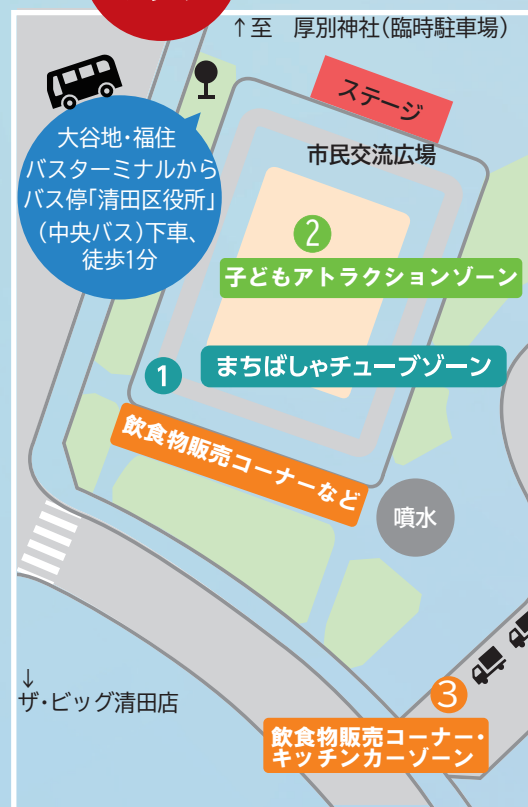 ↑至 厚別神社(臨時駐車場)
ステージ
市民交流広場
大谷地・福住
バスターミナルから
バス停「清田区役所」
(中央バス)下車、
徒歩1分
2
子どもアトラクションゾーン
1
まちばしゃチューブゾーン
飲食物販売コーナーなど
噴水
↓
ザ・ビッグ清田店
3
飲食物販売コーナー・
キッチンカーゾーン